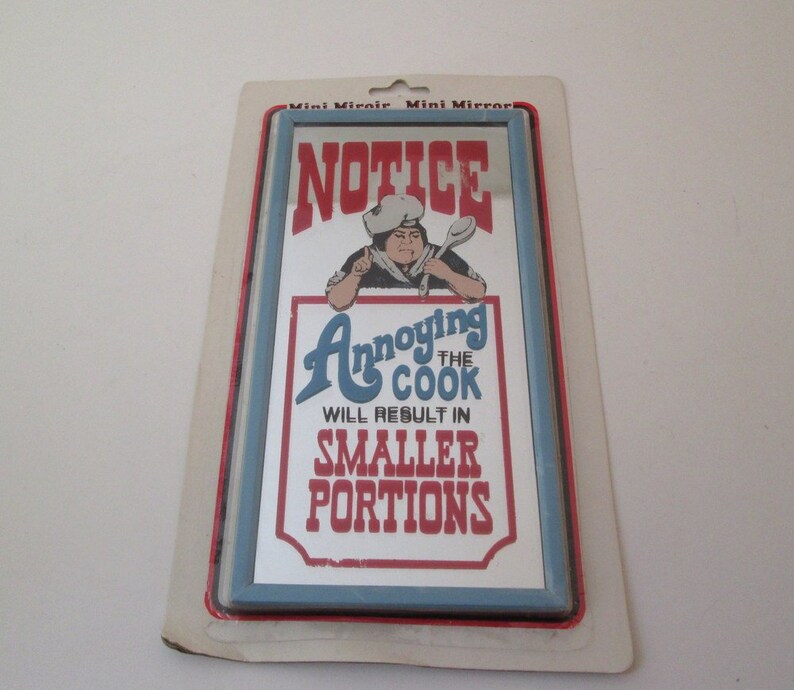 Mini Miroir Mini Mirror
NOTICE
Annoying
THE
COOK
WILL RESULT IN
SMALLER
PORTIONS